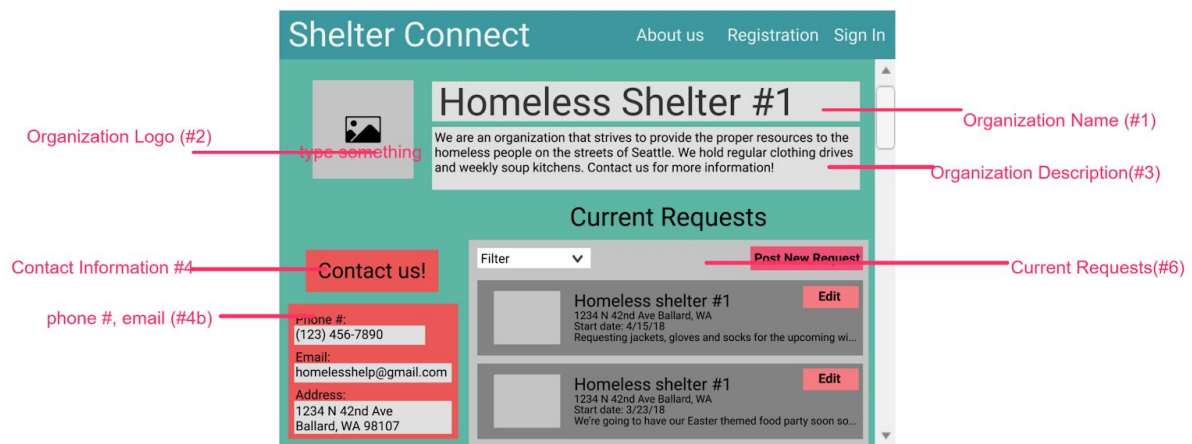 Shelter Connect
About us
Registration
Sign In
Homeless Shelter #1
Organization Name (#1)
Organization Logo (#2)
type something
We are an organization that strives to provide the proper resources to the
homeless people on the streets of Seattle. We hold regular clothing drives
and weekly soup kitchens. Contact us for more information!
Organization Description(#3)
Current Requests
Contact Information #4
Contact us!
Filter
Post New Request
Current Requests(#6)
phone #, email (#4b)
Phone #:
(123) 456-7890
Email:
homelesshelp@gmail.com
Address:
1234 N 42nd Ave
Ballard, WA 98107
Homeless shelter #1
Edit
1234 N 42nd Ave Ballard, WA
Start date: 4/15/18
Requesting jackets, gloves and socks for the upcoming wi...
Homeless shelter #1
Edit
1234 N 42nd Ave Ballard, WA
Start date: 3/23/18
We're going to have our Easter themed food party soon so...